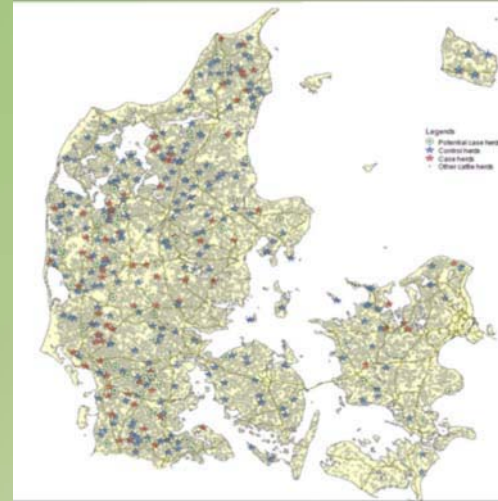 Legends
Potential case herds
Control herds
Case herds
Other cattle herds